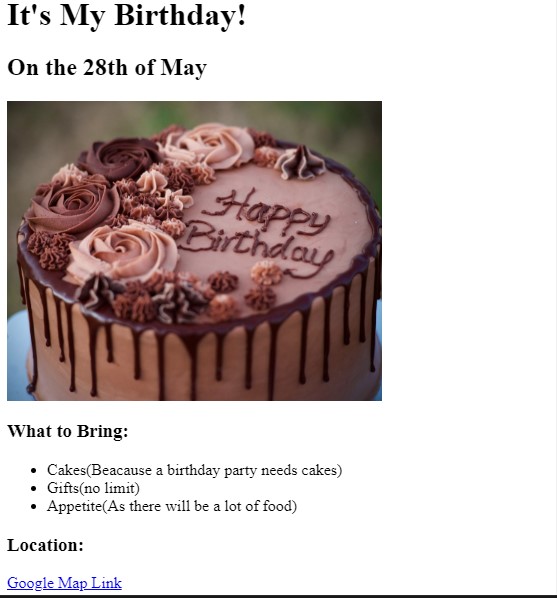 It's My Birthday!
On the 28th of May
Happy
Birthday
What to Bring:
Cakes(Beacause a birthday party needs cakes)
Gifts(no limit)
Appetite(As there will be a lot of food)
Location:
Google Map Link